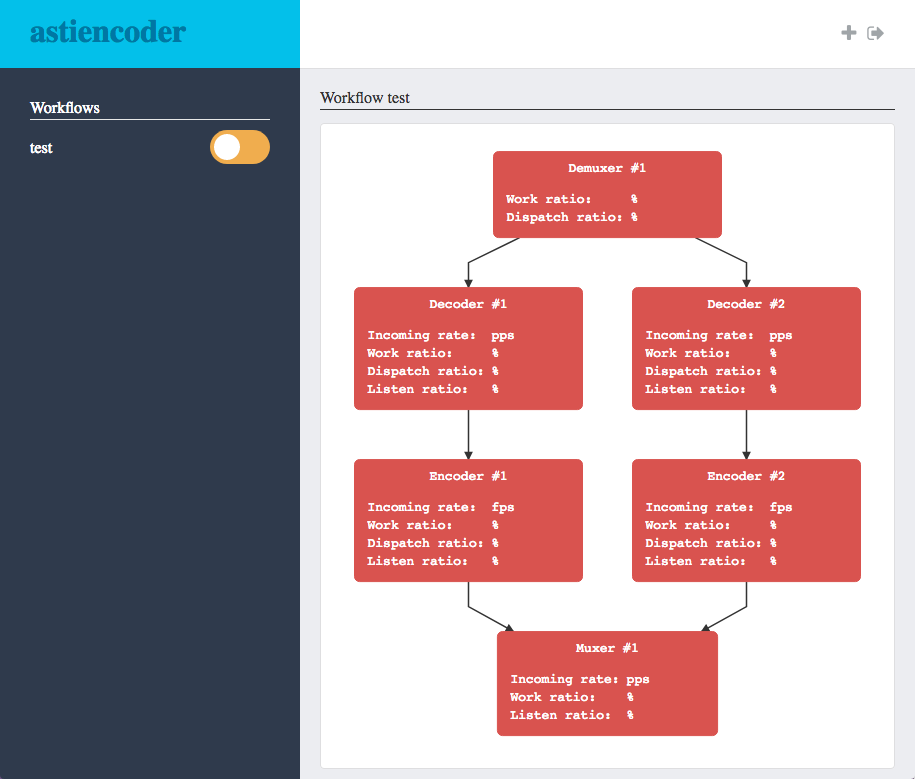 astiencoder
Workflows
test
Workflow test
Demuxer #1
Work ratio: %
Dispatch ratio: %
Decoder #1
Incoming rate: pps
Work ratio: %
Dispatch ratio: %
Listen ratio: %
Decoder #2
Incoming rate: pps
Work ratio: %
Dispatch ratio: %
Listen ratio: %
Encoder #1
Incoming rate: fps
Work ratio: %
Dispatch ratio: %
Listen ratio: %
Encoder #2
Incoming rate: fps
Work ratio: %
Dispatch ratio: %
Listen ratio: %
Muxer #1
Incoming rate: pps
Work ratio: %
Listen ratio: %